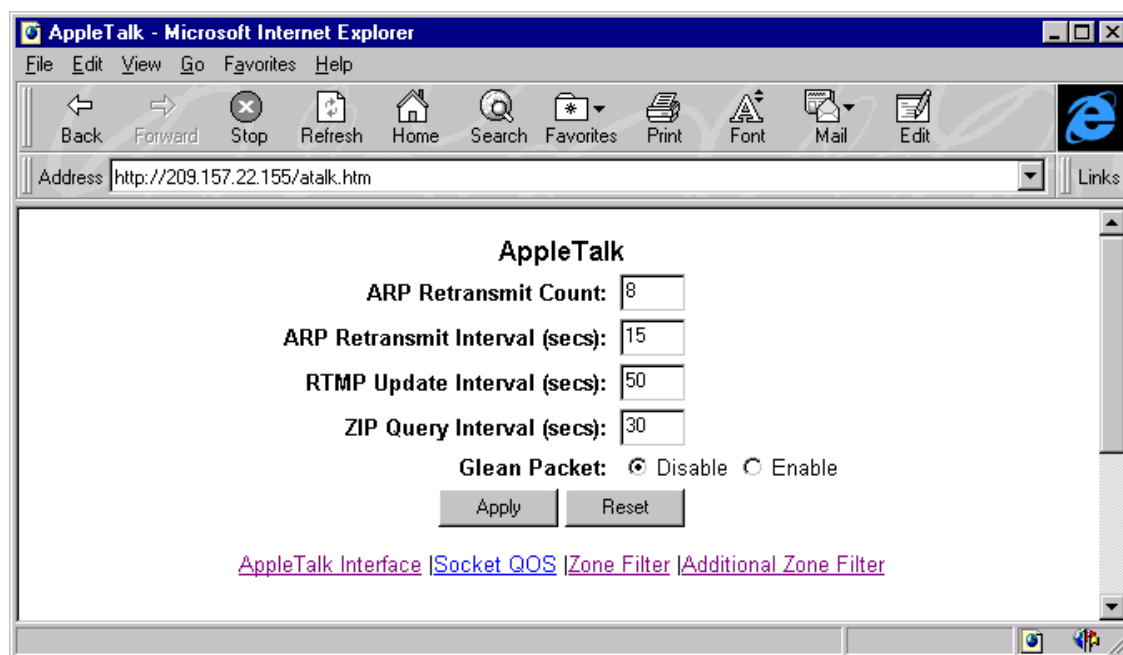 AppleTalk - Microsoft Internet Explorer
File Edit View Go Favorites Help
Back Forward Stop Refresh Home Search Favorites Print Font Mail Edit
Address http://209.157.22.155/atalk.htm Links
AppleTalk
ARP Retransmit Count: 8
ARP Retransmit Interval (secs): 15
RTMP Update Interval (secs): 50
ZIP Query Interval (secs): 30
Glean Packet: Disable Enable
Apply Reset
AppleTalk Interface |Socket QOS |Zone Filter |Additional Zone Filter